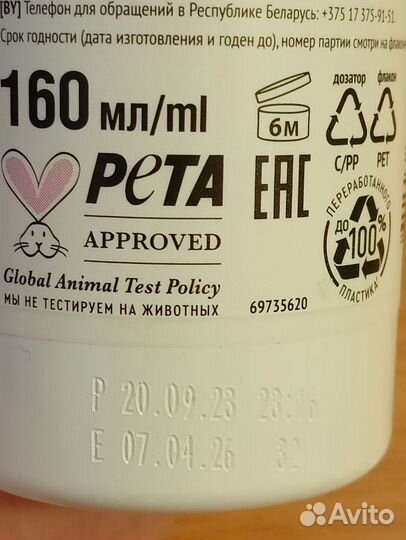 [BY] Телефон для обращений в Республике Беларусь: +375 17 375-91-51.
Срок годности (дата изготовления и годен до), номер партии смотри на флаконе
160 мл/ml
6М
дозатор
флакон
C/PP
PET
ПЕРЕРАБОТАННОГО
ДО
100%
ПЛАСТИКА
PETA
APPROVED
EAC
Global Animal Test Policy
МЫ НЕ ТЕСТИРУЕМ НА ЖИВОТНЫХ
69735620
P 20.09.23 23:16
E 07.04.26 32
Avito